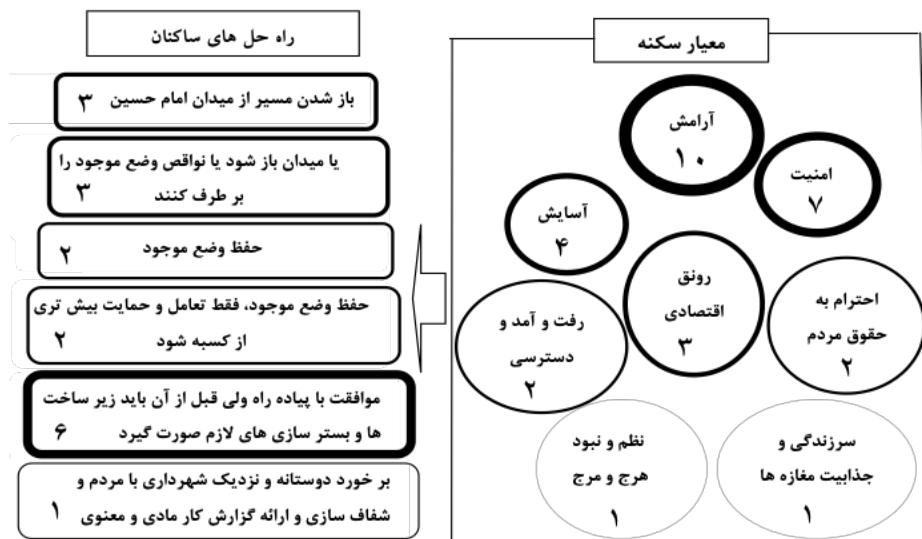 معیار سکنه
آرامش
۱۰
امنیت
۷
آسایش
۴
رونق
اقتصادی
۳
احترام به
حقوق مردم
۲
رفت و آمد و
دسترسی
۲
سرزندگی و
جذابیت مغازه ها
۱
نظم و نبود
هرج و مرج
۱
راه حل های ساکنان
باز شدن مسیر از میدان امام حسین ۳
یا میدان باز شود یا نواقص وضع موجود را
بر طرف کنند ۳
حفظ وضع موجود ۲
حفظ وضع موجود، فقط تعامل و حمایت بیش تری
از کسبه شود ۲
موافقت با پیاده راه ولی قبل از آن باید زیر ساخت
ها و بستر سازی های لازم صورت گیرد ۶
بر خورد دوستانه و نزدیک شهرداری با مردم و
شفاف سازی و ارائه گزارش کار مادی و معنوی ۱